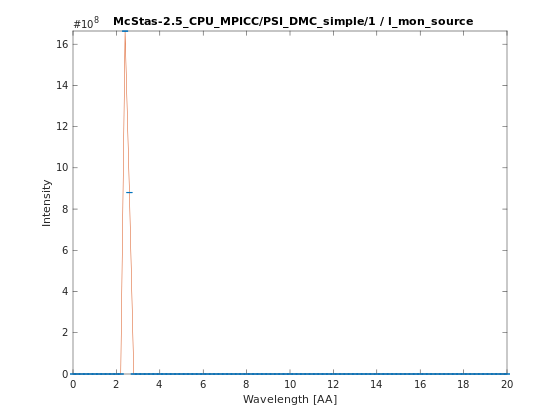 #10^8
McStas-2.5_CPU_MPICC/PSI_DMC_simple/1 / l_mon_source
16
14
12
10
8
6
4
2
0
Intensity
0 2 4 6 8 10 12 14 16 18 20
Wavelength [AA]